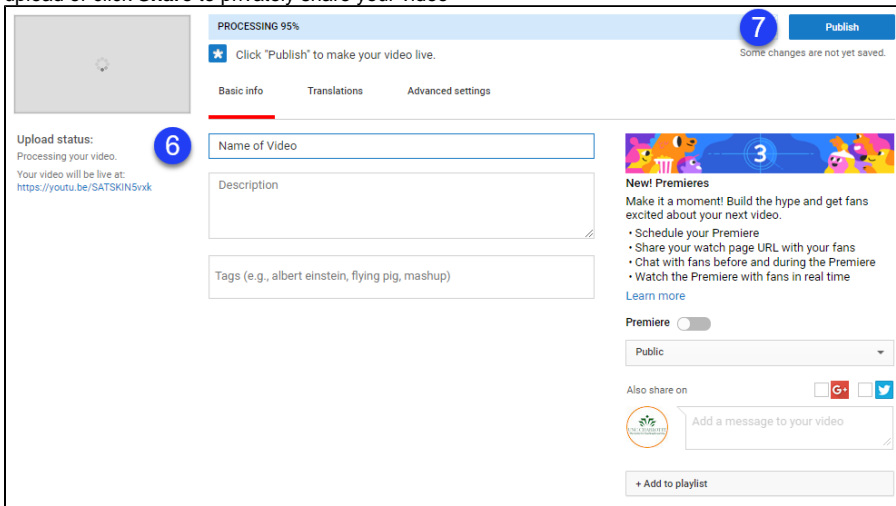 upload or click Share to privately share your video
PROCESSING 95%
7
Publish
Click "Publish" to make your video live.
Some changes are not yet saved.
Basic info
Translations
Advanced settings
Upload status:
Processing your video.
Your video will be live at:
https://youtu.be/SATSKIN5vxk
6
Name of Video
Description
Tags (e.g., albert einstein, flying pig, mashup)
3
New! Premieres
Make it a moment! Build the hype and get fans
excited about your next video.
• Schedule your Premiere
• Share your watch page URL with your fans
• Chat with fans before and during the Premiere
• Watch the Premiere with fans in real time
Learn more
Premiere
Public
Also share on
G+
UNC CHARLOTTE
Add a message to your video
+ Add to playlist